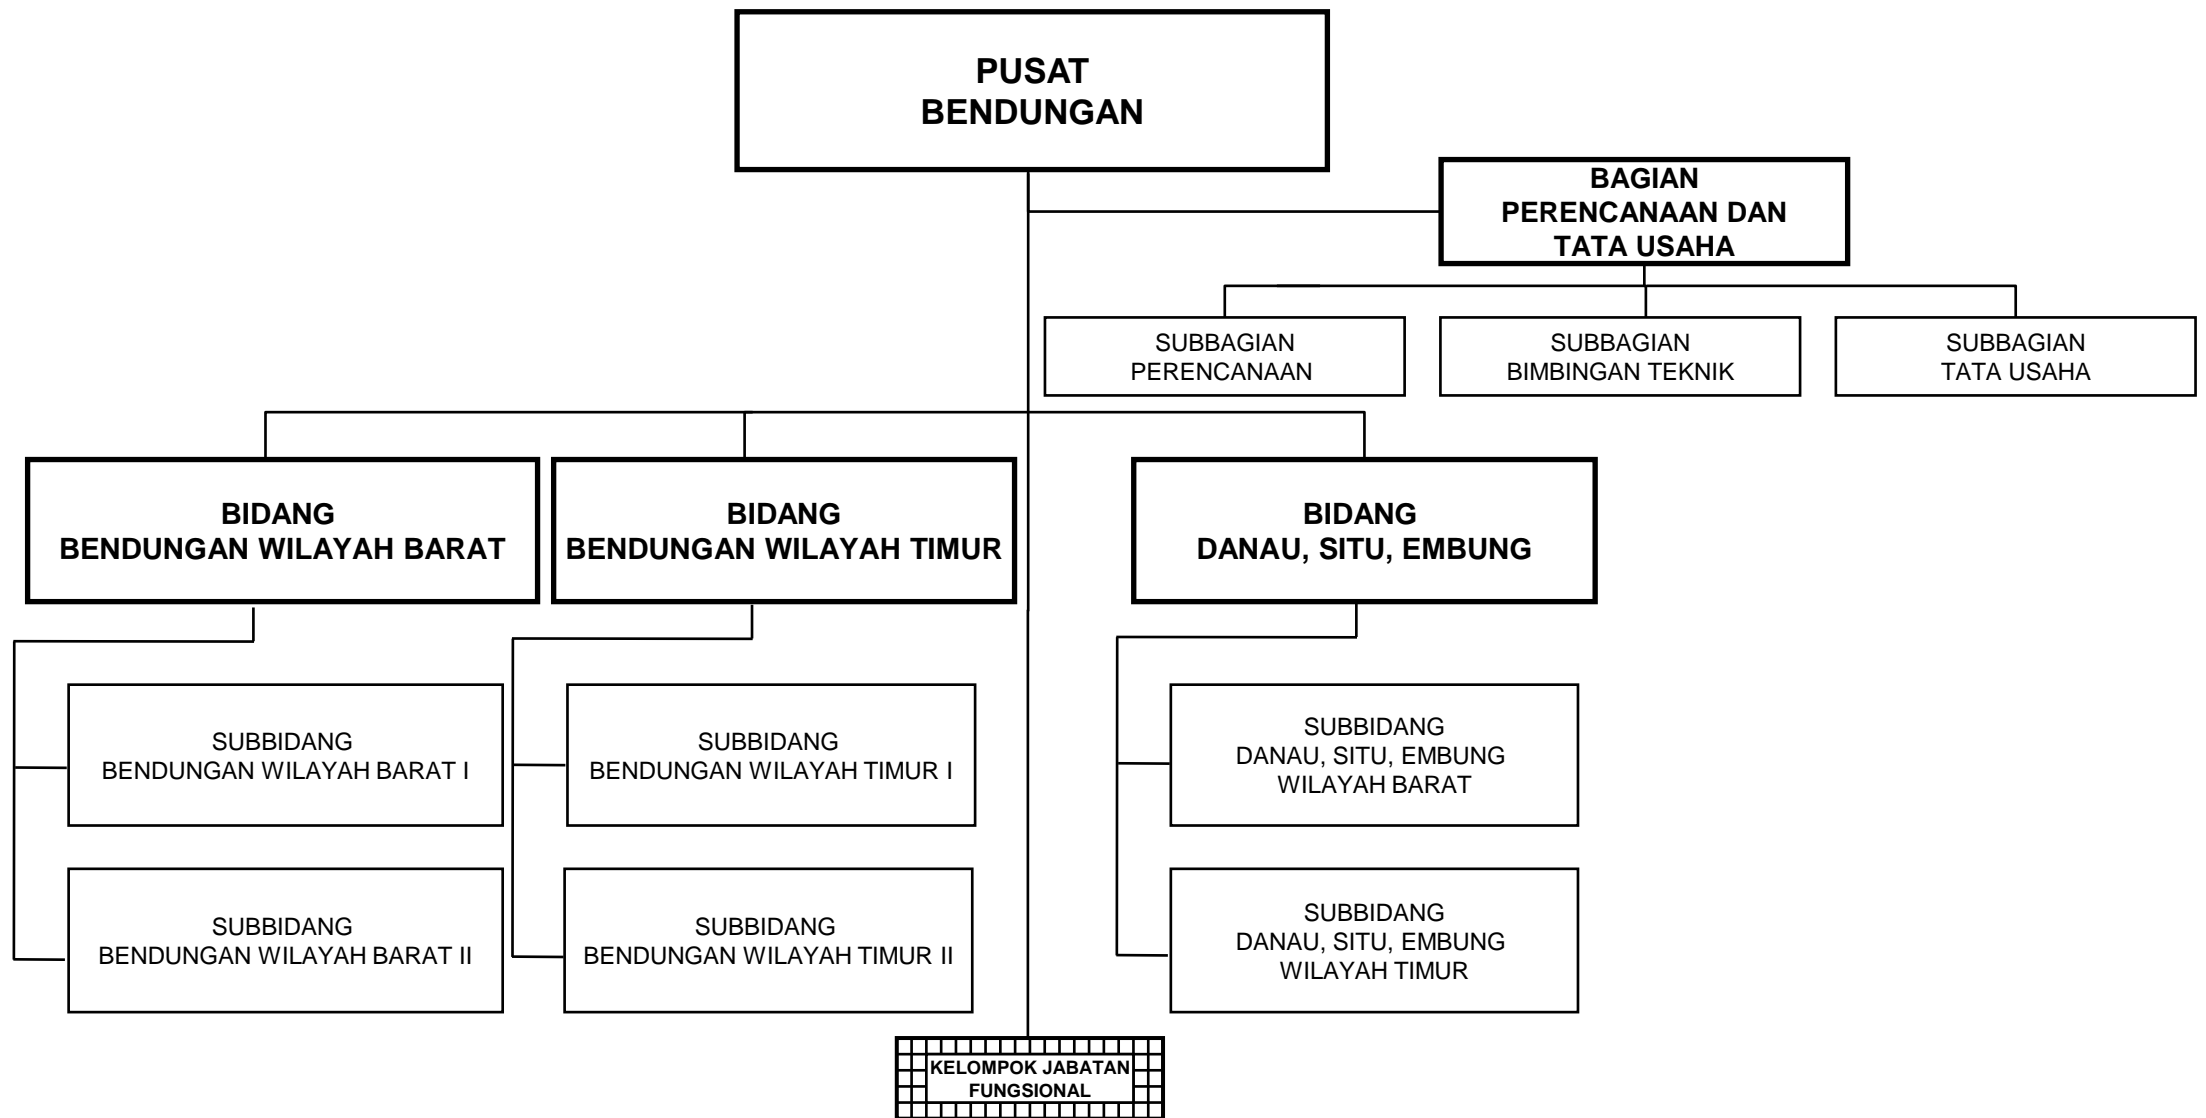 PUSAT
BENDUNGAN
BAGIAN
PERENCANAAN DAN
TATA USAHA
SUBBAGIAN
PERENCANAAN
SUBBAGIAN
BIMBINGAN TEKNIK
SUBBAGIAN
TATA USAHA
BIDANG
BENDUNGAN WILAYAH BARAT
BIDANG
BENDUNGAN WILAYAH TIMUR
BIDANG
DANAU, SITU, EMBUNG
SUBBIDANG
BENDUNGAN WILAYAH BARAT I
SUBBIDANG
BENDUNGAN WILAYAH TIMUR I
SUBBIDANG
DANAU, SITU, EMBUNG
WILAYAH BARAT
SUBBIDANG
BENDUNGAN WILAYAH BARAT II
SUBBIDANG
BENDUNGAN WILAYAH TIMUR II
SUBBIDANG
DANAU, SITU, EMBUNG
WILAYAH TIMUR
KELOMPOK JABATAN
FUNGSIONAL